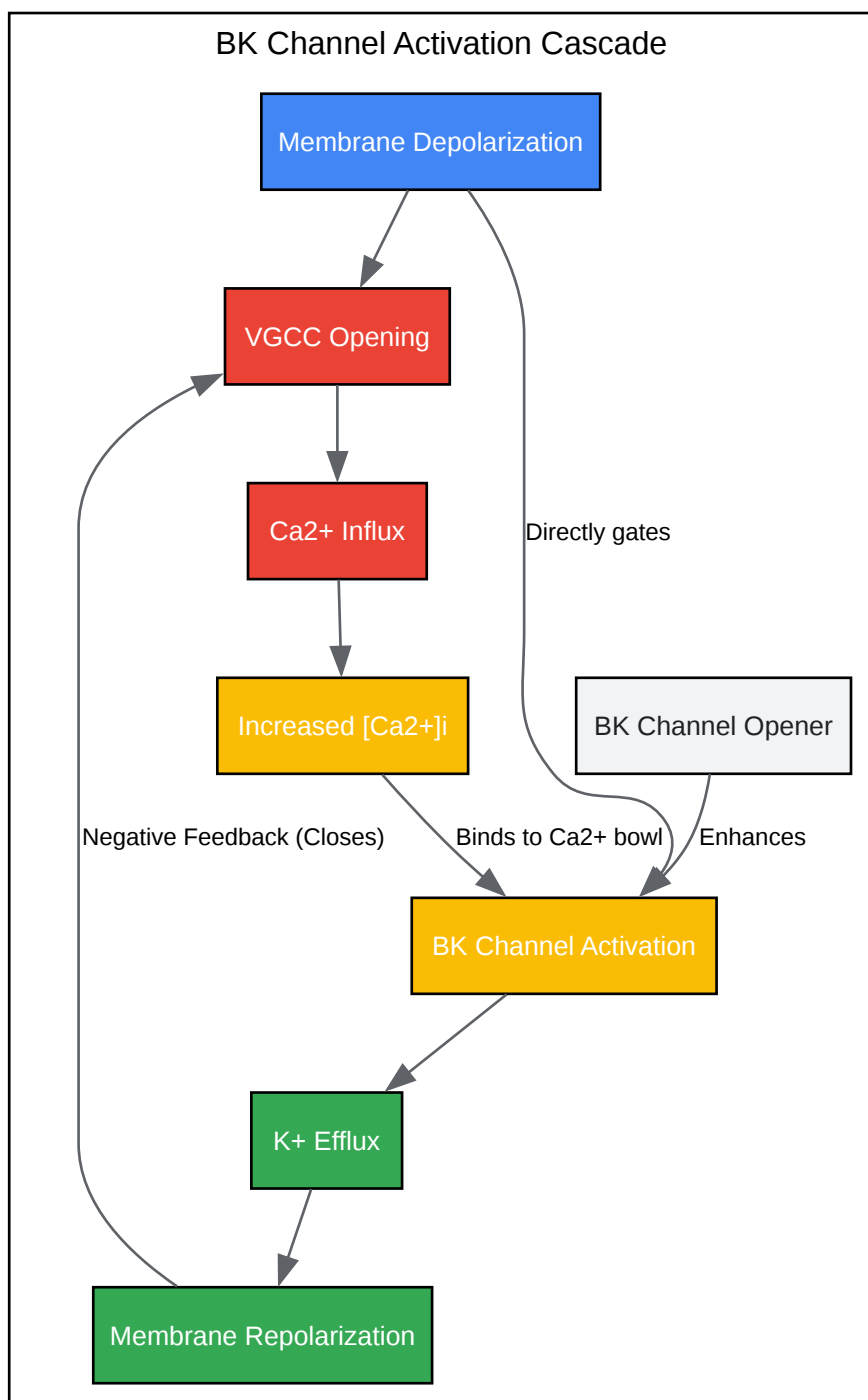 BK Channel Activation Cascade
Membrane Depolarization
VGCC Opening
Ca2+ Influx
Directly gates
Increased [Ca2+]i
BK Channel Opener
Negative Feedback (Closes)
Binds to Ca2+ bowl
Enhances
BK Channel Activation
K+ Efflux
Membrane Repolarization